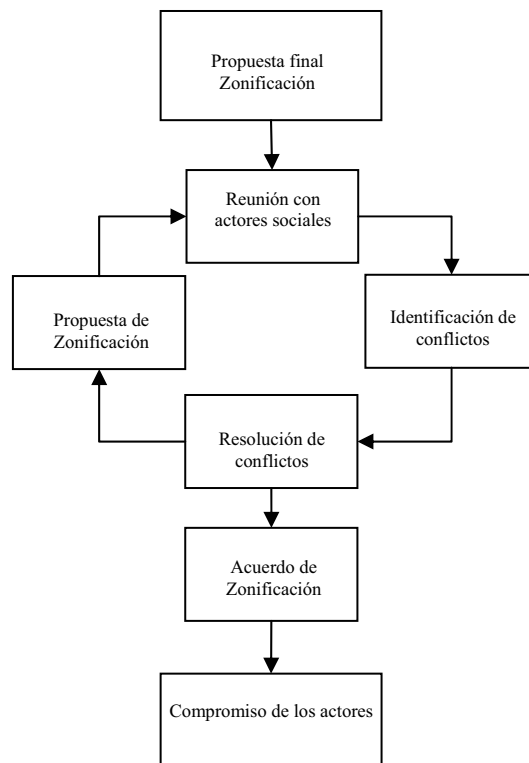 Propuesta final
Zonificación
Reunión con
actores sociales
Propuesta de
Zonificación
Identificación de
conflictos
Resolución de
conflictos
Acuerdo de
Zonificación
Compromiso de los actores